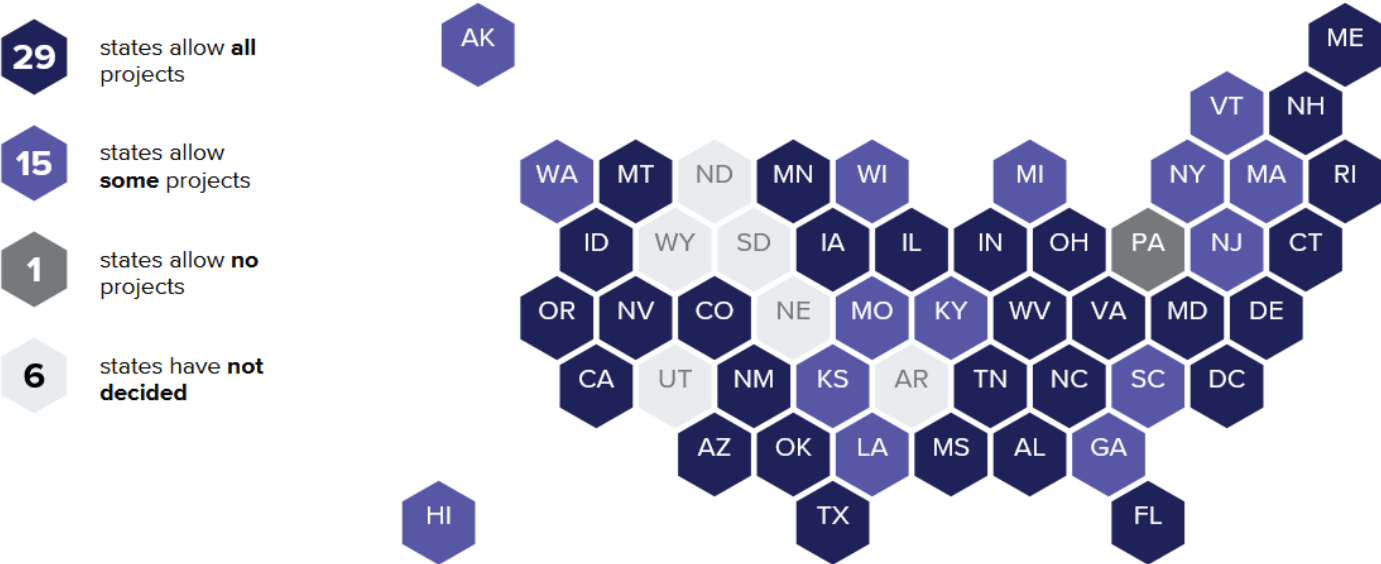 29
states allow all
projects
15
states allow
some projects
1
states allow no
projects
6
states have not
decided
AK ME
VT NH
WA MT ND MN WI MI NY MA RI
ID WY SD IA IL IN OH PA NJ CT
OR NV CO NE MO KY WV VA MD DE
CA UT NM KS AR TN NC SC DC
AZ OK LA MS AL GA
HI TX FL